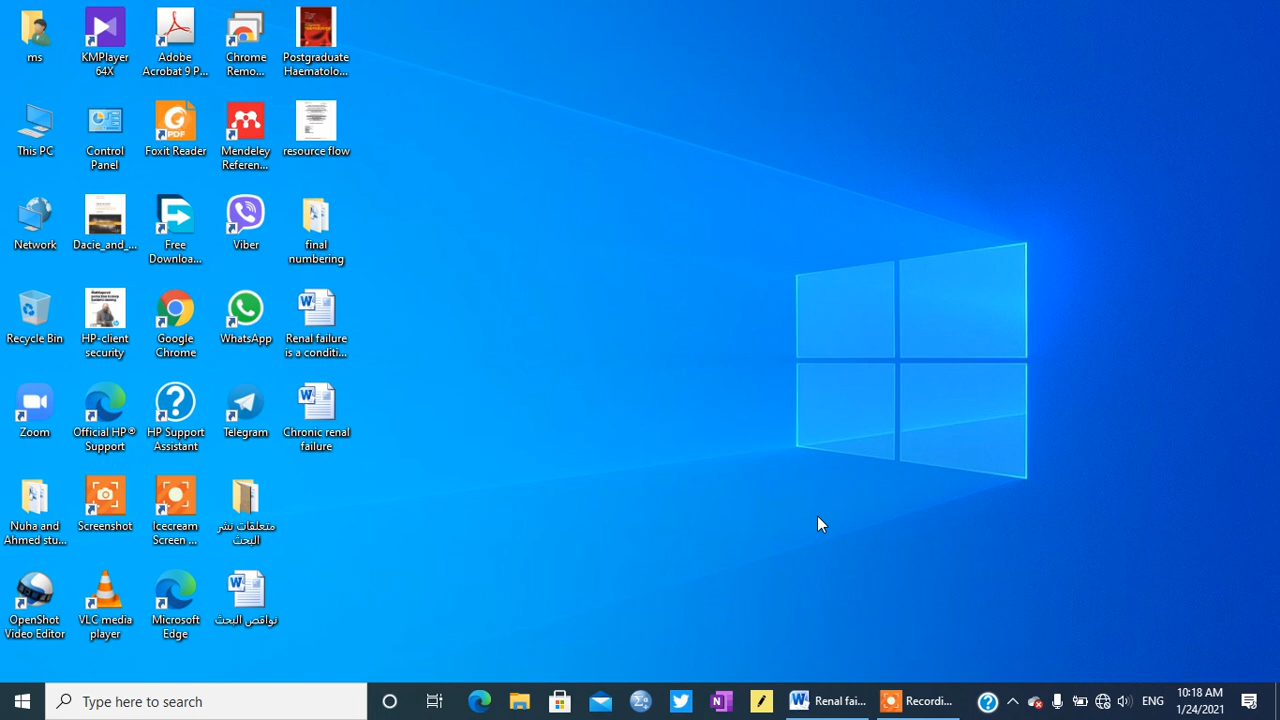 ms
KMPlayer
64X
Adobe
Acrobat 9 P...
Chrome
Remo...
Postgraduate
Haematolo...
This PC
Control
Panel
PDF
Foxit Reader
Mendeley
Referen...
resource flow
Network
Dacie_and_...
Free
Downloa...
Viber
final
numbering
Recycle Bin
HP-client
security
Google
Chrome
WhatsApp
W
Renal failure
is a conditi...
Zoom
Official HP®
Support
HP Support
Assistant
Telegram
W
Chronic renal
failure
Nuha and
Ahmed stu...
Screenshot
Icecream
Screen ...
متعلقات نشر
البحث
OpenShot
Video Editor
VLC media
player
Microsoft
Edge
W
نواقص البحث
Type here to search
Renal fai...
Recordi...
ENG
10:18 AM
1/24/2021